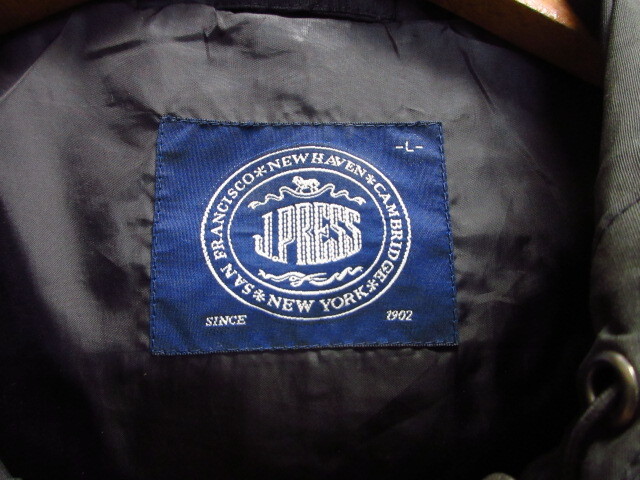 -L-
SAN FRANCISCO*NEW HAVEN*CAMBRIDGE
J.PRESS
*NEW YORK*
SINCE 1902